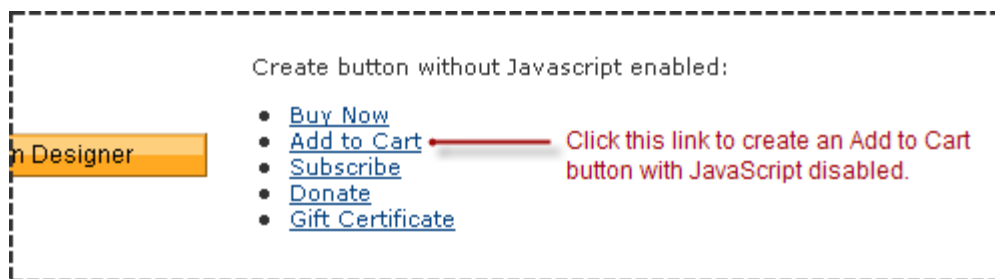 Create button without Javascript enabled:
Buy Now
Add to Cart
Click this link to create an Add to Cart
button with JavaScript disabled.
n Designer
Subscribe
Donate
Gift Certificate